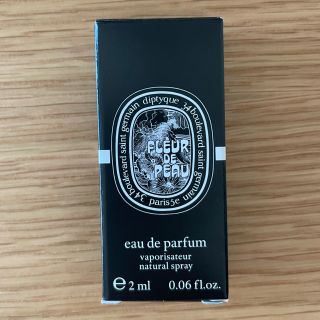 34 boulevard saint germain diptyque 34 boulevard saint germain paris 5e
FLEUR
DE
PEAU
eau de parfum
vaporisateur
natural spray
e 2 ml 0.06 fl.oz.